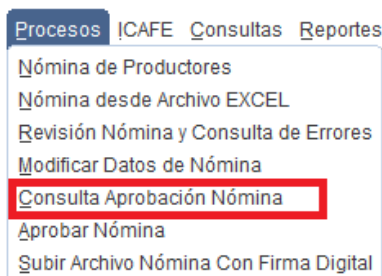 Procesos ICAFE Consultas Reportes
Nómina de Productores
Nómina desde Archivo EXCEL
Revisión Nómina y Consulta de Errores
Modificar Datos de Nómina
Consulta Aprobación Nómina
Aprobar Nómina
Subir Archivo Nómina Con Firma Digital